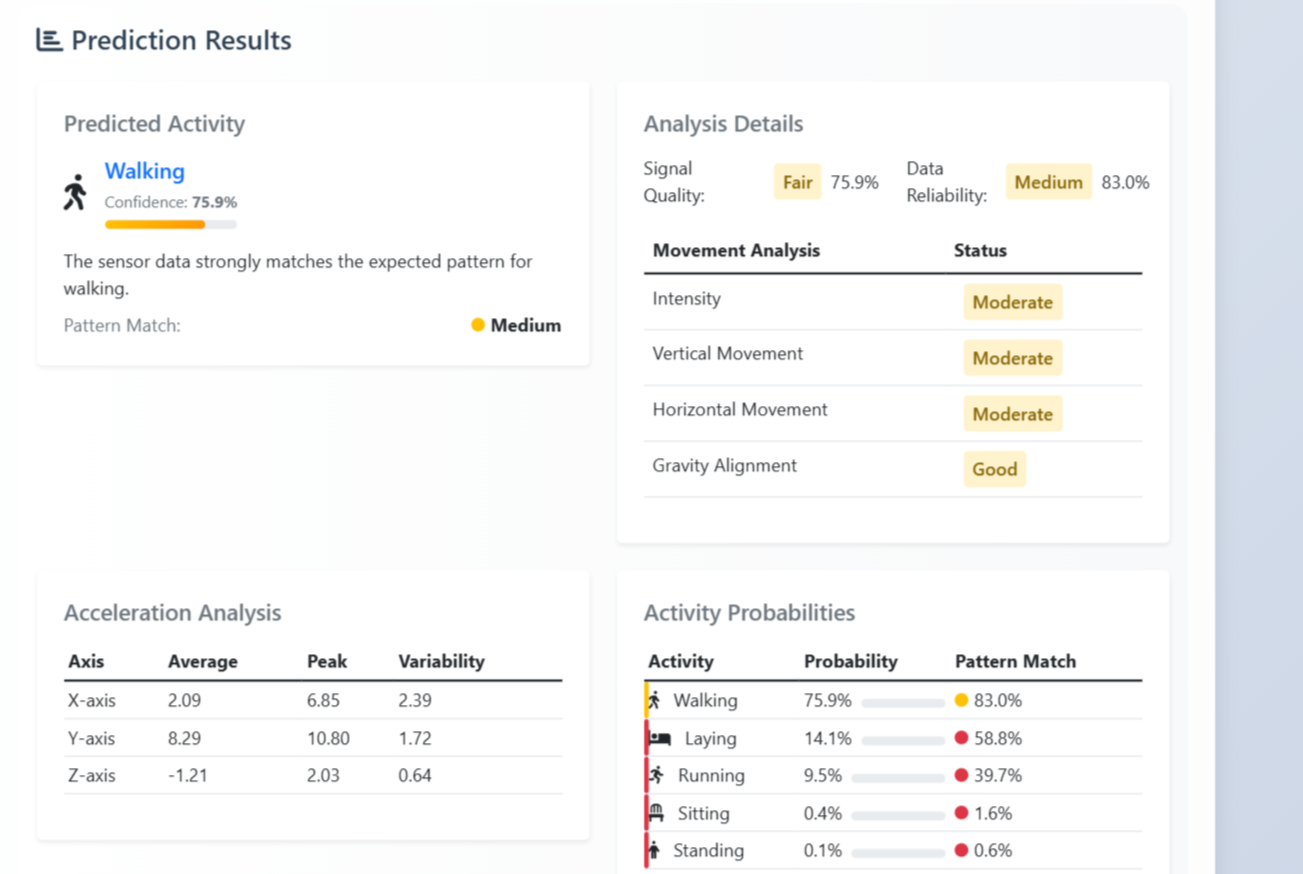 Prediction Results
Predicted Activity
Walking
Confidence: 75.9%
The sensor data strongly matches the expected pattern for
walking.
Pattern Match: Medium
Analysis Details
Signal
Quality:
Fair 75.9%
Data
Reliability:
Medium 83.0%
Movement Analysis Status
Intensity Moderate
Vertical Movement Moderate
Horizontal Movement Moderate
Gravity Alignment Good
Acceleration Analysis
Axis Average Peak Variability
X-axis 2.09 6.85 2.39
Y-axis 8.29 10.80 1.72
Z-axis -1.21 2.03 0.64
Activity Probabilities
Activity Probability Pattern Match
Walking 75.9% 83.0%
Laying 14.1% 58.8%
Running 9.5% 39.7%
Sitting 0.4% 1.6%
Standing 0.1% 0.6%